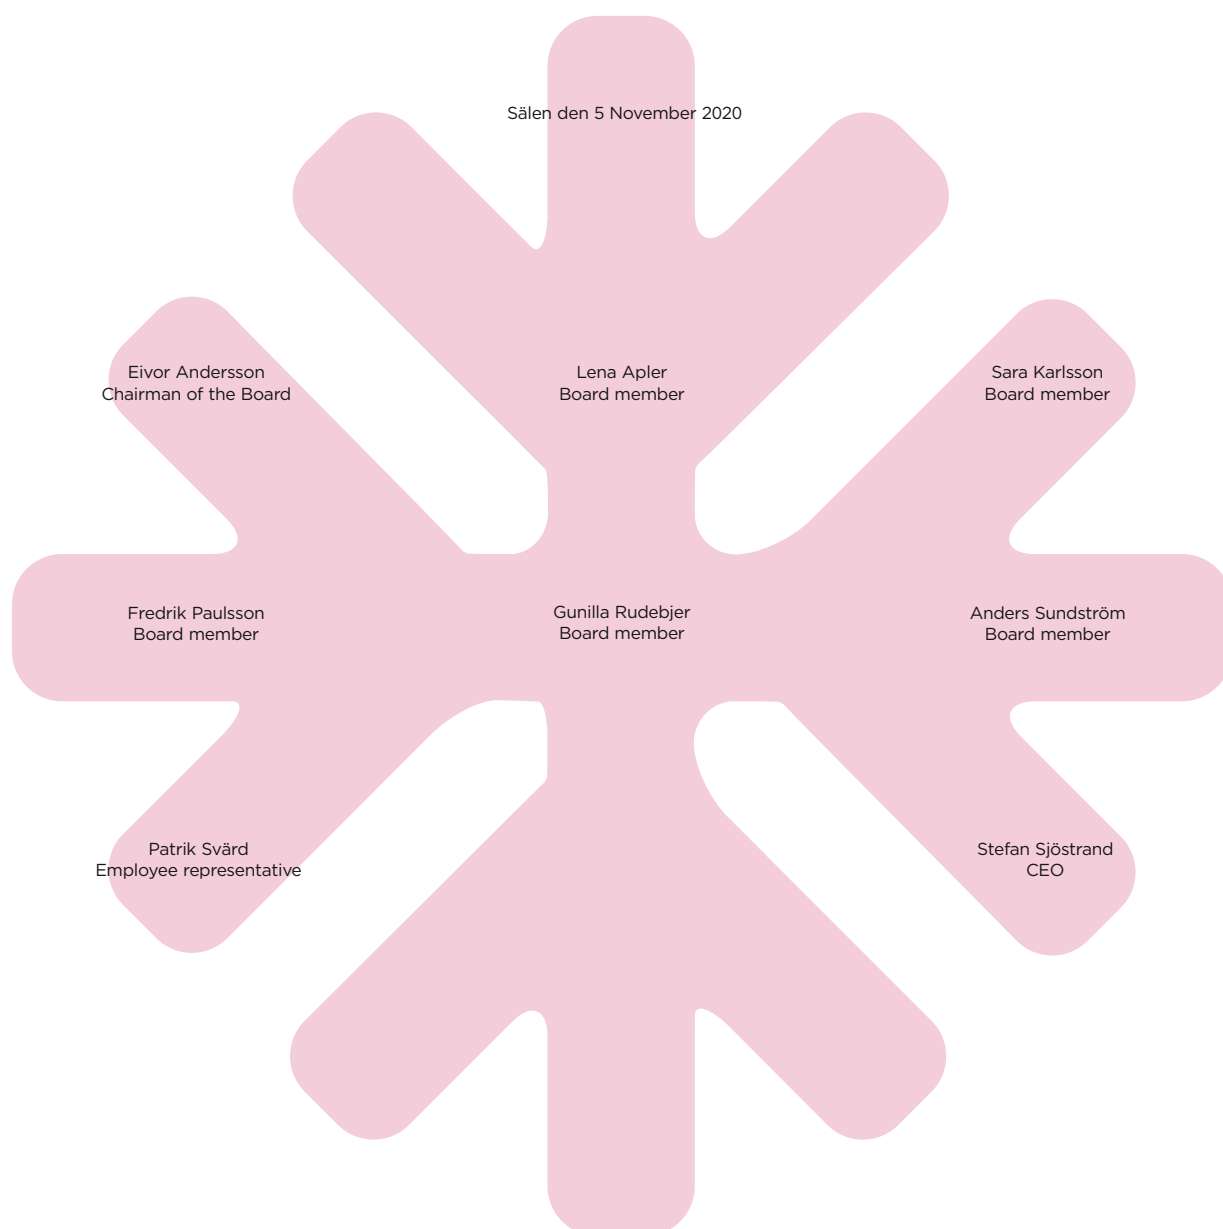 Sälen den 5 November 2020
Eivor Andersson
Chairman of the Board
Lena Apler
Board member
Sara Karlsson
Board member
Fredrik Paulsson
Board member
Gunilla Rudebjer
Board member
Anders Sundström
Board member
Patrik Svärd
Employee representative
Stefan Sjöstrand
CEO